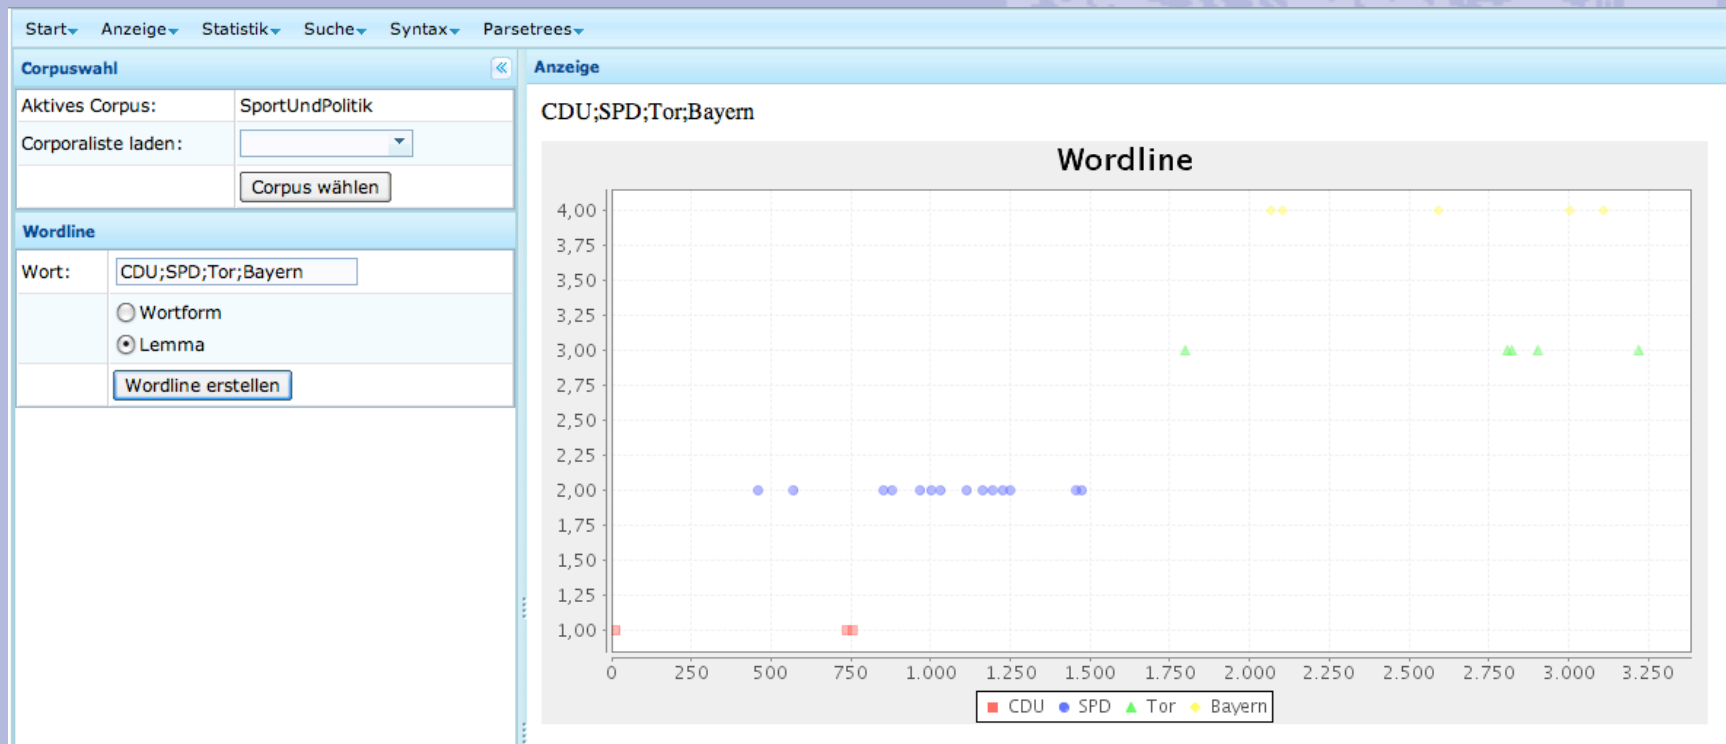 Start Anzeige Statistik Suche Syntax Parsetrees
Corpuswahl
Aktives Corpus: SportUndPolitik
Corporaliste laden:
Corpus wählen
Wordline
Wort: CDU;SPD;Tor;Bayern
Wortform
Lemma
Wordline erstellen
Anzeige
CDU;SPD;Tor;Bayern
Wordline
4,00
3,75
3,50
3,25
3,00
2,75
2,50
2,25
2,00
1,75
1,50
1,25
1,00
0 250 500 750 1.000 1.250 1.500 1.750 2.000 2.250 2.500 2.750 3.000 3.250
CDU SPD Tor Bayern